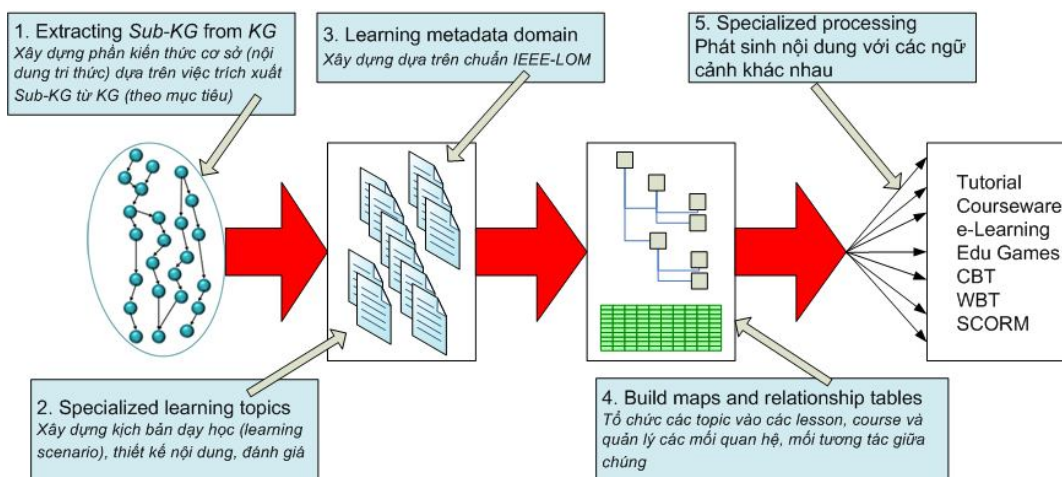 1. Extracting Sub-KG from KG
Xây dựng phần kiến thức cơ sở (nội
dung tri thức) dựa trên việc trích xuất
Sub-KG từ KG (theo mục tiêu)
3. Learning metadata domain
Xây dựng dựa trên chuẩn IEEE-LOM
5. Specialized processing
Phát sinh nội dung với các ngữ
cảnh khác nhau
Tutorial
Courseware
e-Learning
Edu Games
CBT
WBT
SCORM
2. Specialized learning topics
Xây dựng kịch bản dạy học (learning
scenario), thiết kế nội dung, đánh giá
4. Build maps and relationship tables
Tổ chức các topic vào các lesson, course và
quản lý các mối quan hệ, mối tương tác giữa
chúng